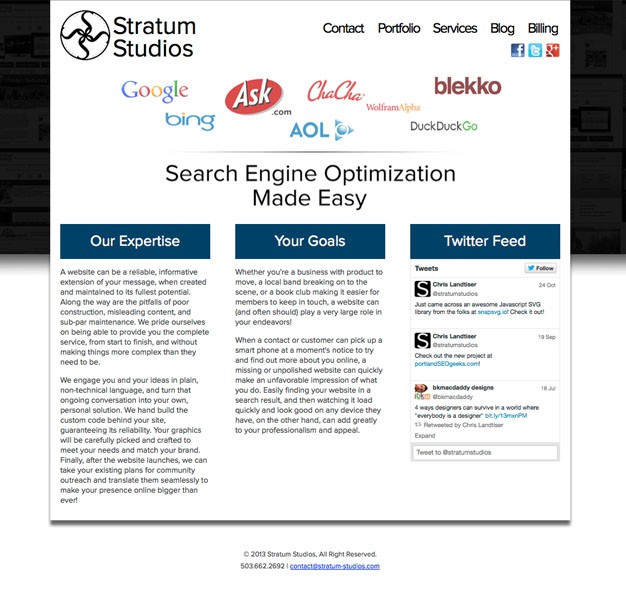 Stratum
Studios
Contact Portfolio Services Blog Billing
Google
Ask.com
ChaCha
blekko
bing
WolframAlpha
AOL
DuckDuckGo
Search Engine Optimization
Made Easy
Our Expertise
A website can be a reliable, informative
extension of your message, when created
and maintained to its fullest potential.
Along the way are the pitfalls of poor
construction, misleading content, and
sub-par maintenance. We pride ourselves
on being able to provide you the complete
service, from start to finish, and without
making things more complex than they
need to be.
We engage you and your ideas in plain,
non-technical language, and turn that
ongoing conversation into your own,
personal solution. We hand build the
custom code behind your site,
guaranteeing its reliability. Your graphics
will be carefully picked and crafted to
meet your needs and match your brand.
Finally, after the website launches, we can
take your existing plans for community
outreach and translate them seamlessly to
make your presence online bigger than
ever!
Your Goals
Whether you're a business with product to
move, a local band breaking on to the
scene, or a book club making it easier for
members to keep in touch, a website can
(and often should) play a very large role in
your endeavors!
When a contact or customer can pick up a
smart phone at a moment's notice to try
and find out more about you online, a
missing or unpolished website can quickly
make an unfavorable impression of what
you do. Easily finding your website in a
search result, and then watching it load
quickly and look good on any device they
have, on the other hand, can add greatly
to your professionalism and appeal.
Twitter Feed
Tweets
Follow
Chris Landtiser 24 Oct
@stratumstudios
Just came across an awesome Javascript SVG
library from the folks at snapsvg.io! Check it out!
Chris Landtiser 19 Sep
@stratumstudios
Check out the new project at
portlandSEOgeeks.com!
bkmacdaddy designs 18 Jul
@bkmacdaddy
4 ways designers can survive in a world where
"everybody is a designer" bit.ly/13mxnPM
Retweeted by Chris Landtiser
Expand
Tweet to @stratumstudios
© 2013 Stratum Studios, All Right Reserved.
503.662.2692 | contact@stratum-studios.com